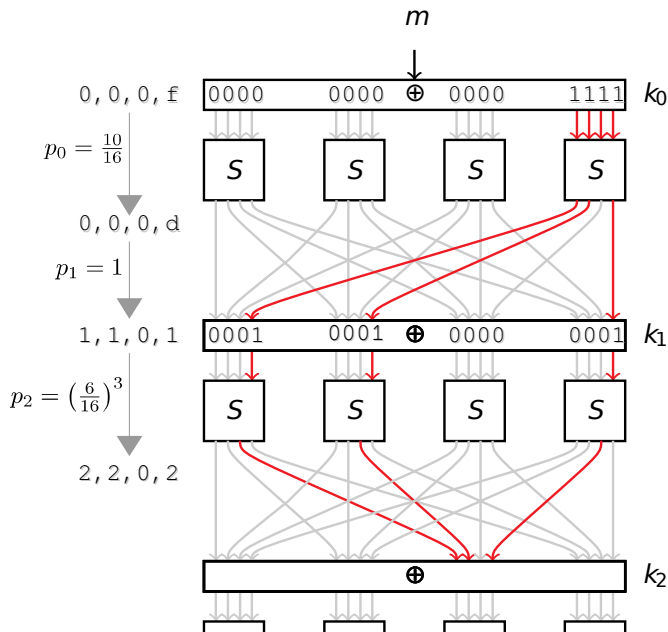 m
0,0,0,f 0000 0000 ⊕ 0000 1111 k₀
p₀ = 10/16
S S S S
0,0,0,d
p₁ = 1
1,1,0,1 0001 0001 ⊕ 0000 0001 k₁
p₂ = (6/16)³
S S S S
2,2,0,2
⊕ k₂